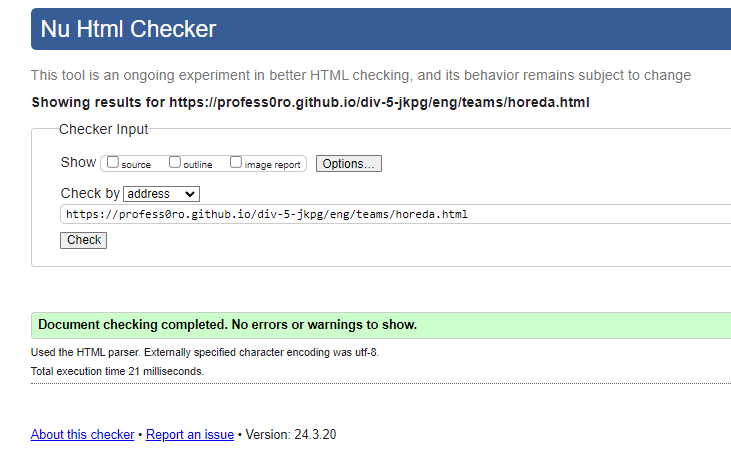 Nu Html Checker
This tool is an ongoing experiment in better HTML checking, and its behavior remains subject to change
Showing results for https://profess0ro.github.io/div-5-jkpg/eng/teams/horeda.html
Checker Input
Show source outline image report Options...
Check by address
https://profess0ro.github.io/div-5-jkpg/eng/teams/horeda.html
Check
Document checking completed. No errors or warnings to show.
Used the HTML parser. Externally specified character encoding was utf-8.
Total execution time 21 milliseconds.
About this checker • Report an issue • Version: 24.3.20